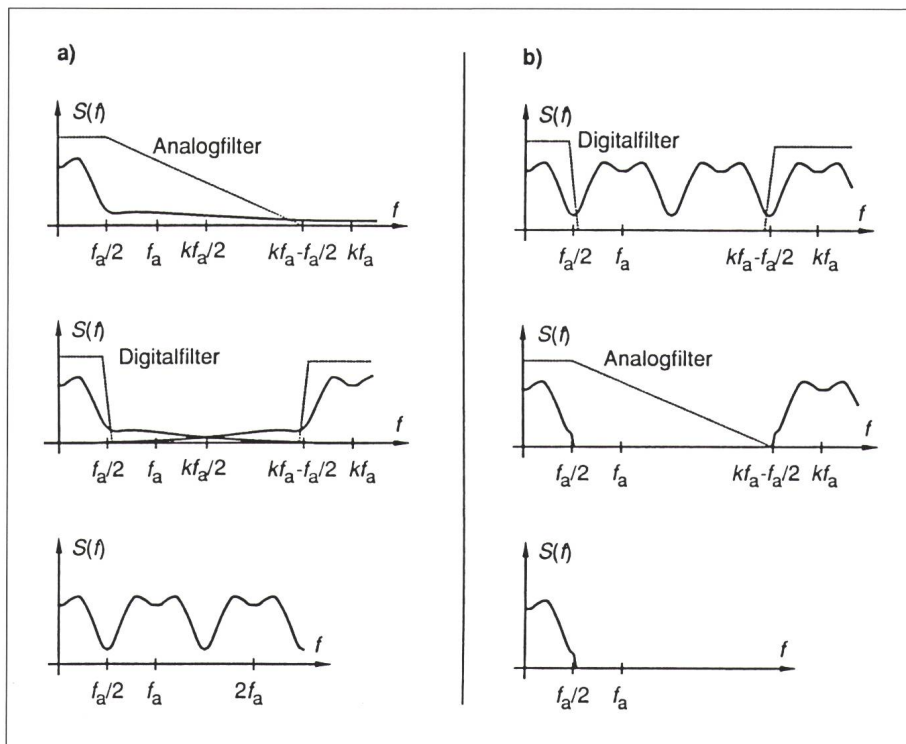 a)
S(f)
Analogfilter
f
fa/2 fa kfa/2 kfa-fa/2 kfa
S(f)
Digitalfilter
f
fa/2 fa kfa/2 kfa-fa/2 kfa
S(f)
f
fa/2 fa 2fa
b)
S(f)
Digitalfilter
f
fa/2 fa kfa-fa/2 kfa
S(f)
Analogfilter
f
fa/2 fa kfa-fa/2 kfa
S(f)
f
fa/2 fa